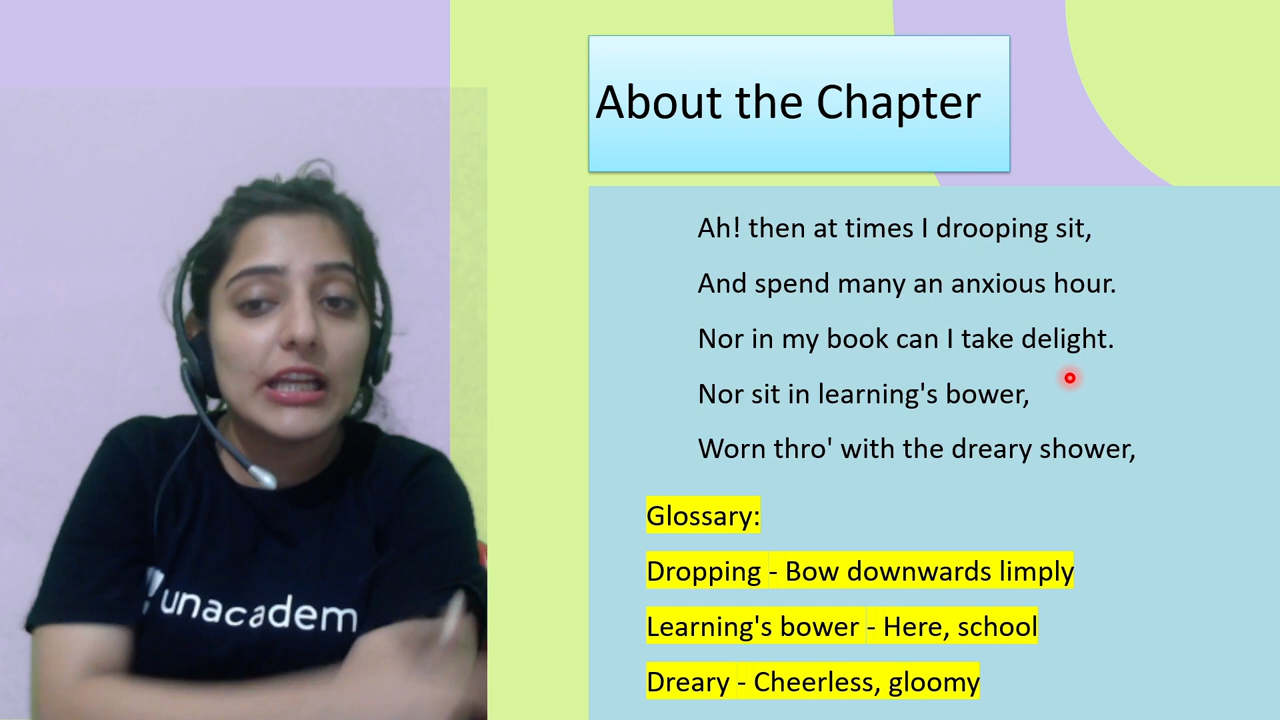 About the Chapter
Ah! then at times I drooping sit,
And spend many an anxious hour.
Nor in my book can I take delight.
Nor sit in learning's bower,
Worn thro' with the dreary shower,
Glossary:
Dropping - Bow downwards limply
Learning's bower - Here, school
Dreary - Cheerless, gloomy
unacadem